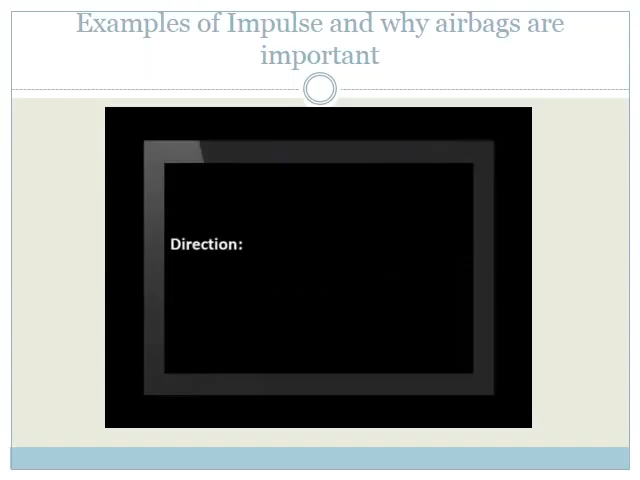 Examples of Impulse and why airbags are
important
Direction: